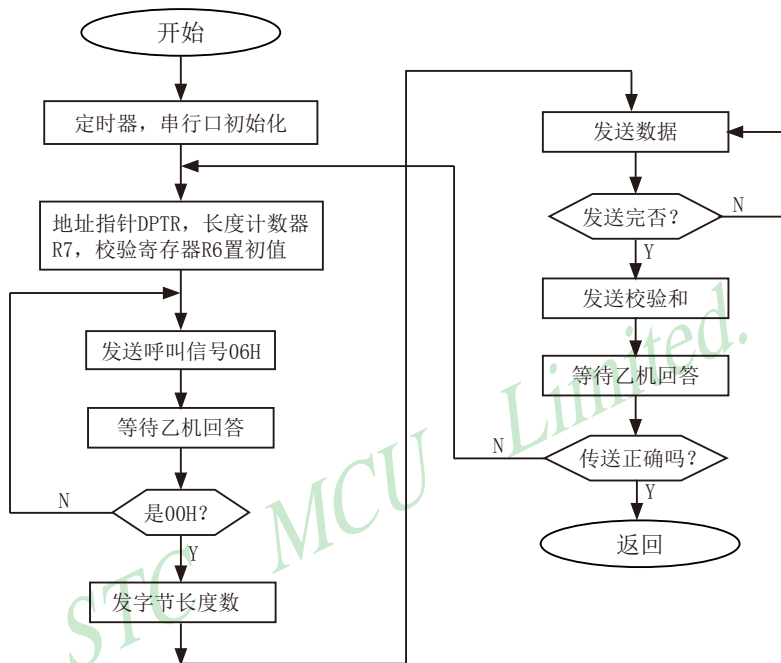 开始
定时器，串行口初始化
地址指针DPTR，长度计数器
R7，校验寄存器R6置初值
发送呼叫信号06H
等待乙机回答
是00H？
N
Y
发字节长度数
发送数据
发送完否？
N
Y
发送校验和
等待乙机回答
传送正确吗？
N
Y
返回
STC MCU Limited.